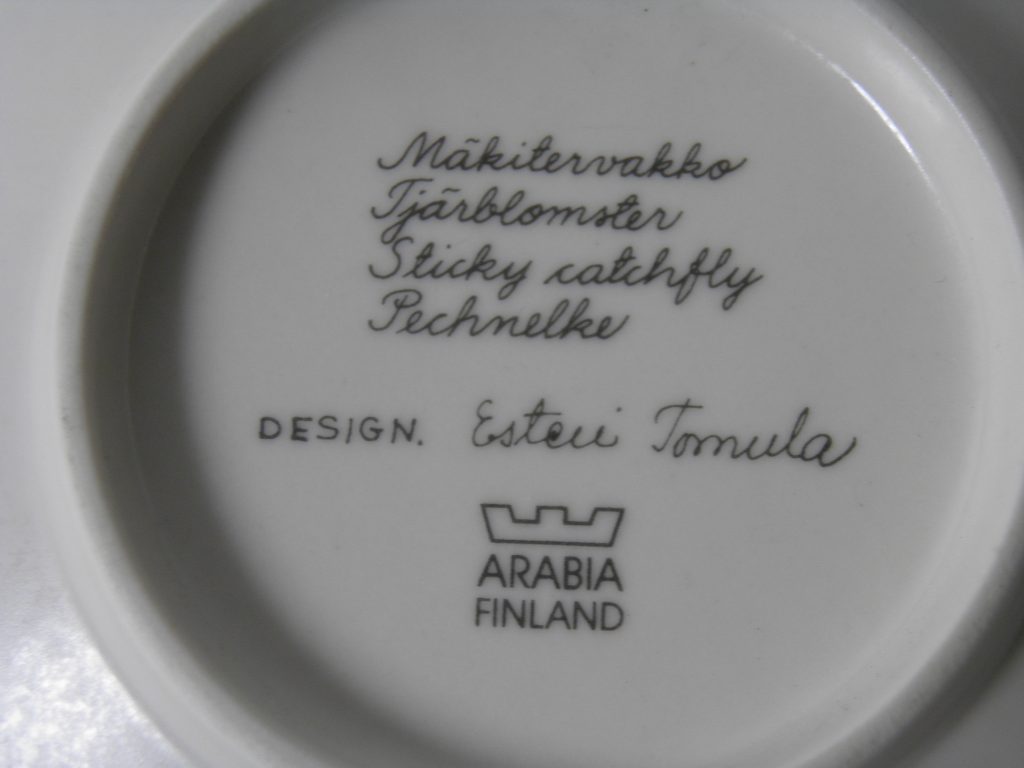 Mäkitervakko
Tjärblomster
Sticky catchfly
Pechnelke
DESIGN. Esteri Tomula
ARABIA
FINLAND